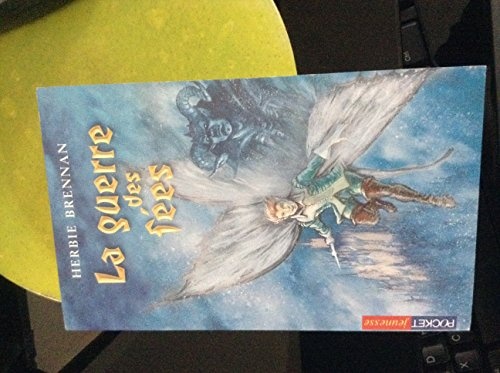 HERBIE BRENNAN
La guerre
des
fées
POCKET
jeunesse